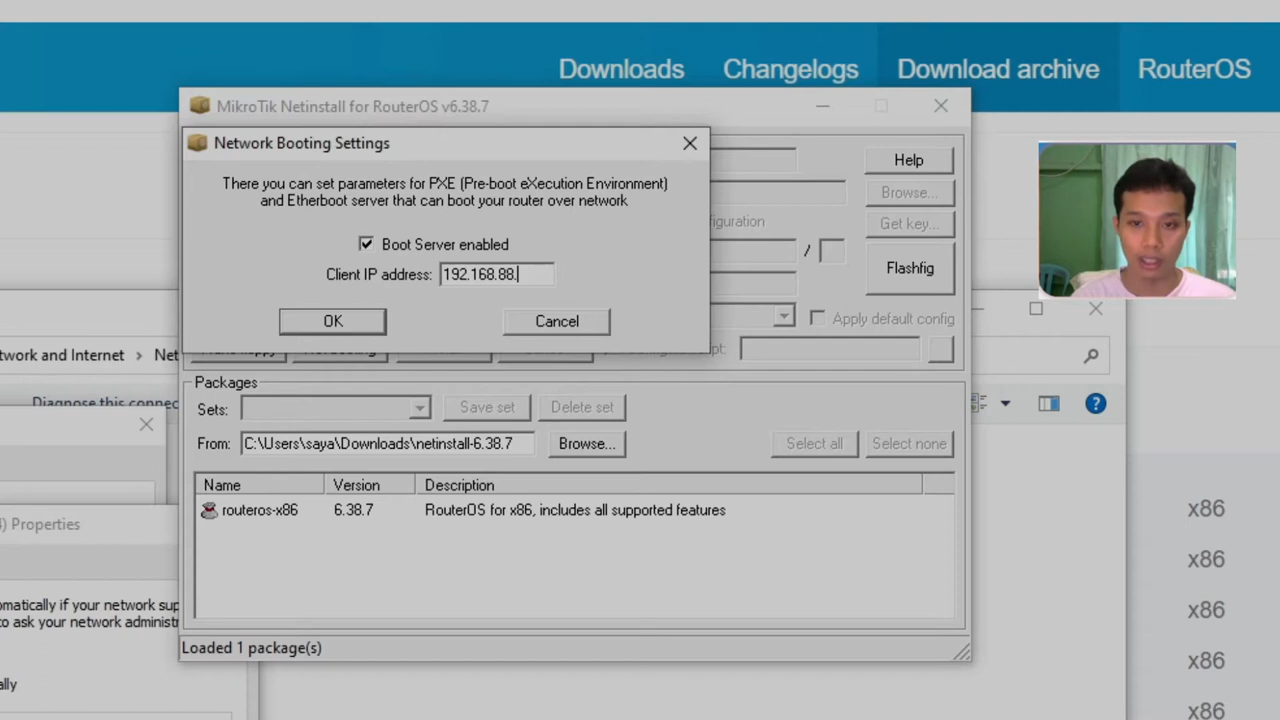 Downloads Changelogs Download archive RouterOS
MikroTik Netinstall for RouterOS v6.38.7
Network Booting Settings
There you can set parameters for PXE (Pre-boot eXecution Environment)
and Etherboot server that can boot your router over network
Boot Server enabled
Client IP address: 192.168.88.
OK Cancel
Help
Browse...
Get key...
/
Flashfig
Apply default config
Packages
Sets: Save set Delete set
From: C:\Users\saya\Downloads\netinstall-6.38.7 Browse... Select all Select none
Name Version Description
routeros-x86 6.38.7 RouterOS for x86, includes all supported features
Loaded 1 package(s)
twork and Internet › Net
Diagnose this connec
4) Properties
omatically if your network sup
to ask your network administr
ally
x86
x86
x86
x86
x86